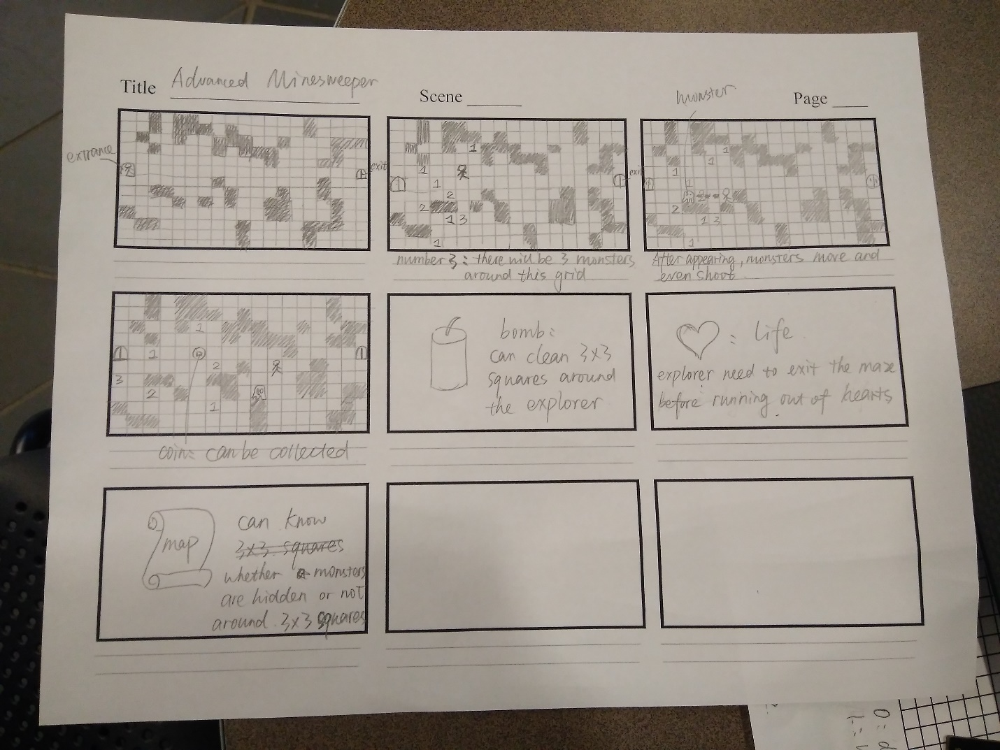 Title Advanced Minesweeper
Scene
Page
monster
extrance
exit
1
1
1
2
2
1 3
1
number 3 : there will be 3 monsters
around this grid
exi
1
1
1
1
2
1 3
1
After appearing, monsters move and
even shoot
1
1
2
3
2
1
coin: can be collected
bomb:
can clean 3x3
squares around
the explorer
: life
explorer need to exit the maze
before running out of hearts
map
can know
3x3 squares
whether monsters
are hidden or not
around 3x3 squares